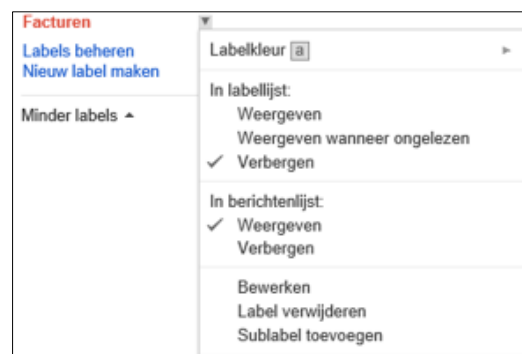 Facturen
Labels beheren
Nieuw label maken
Minder labels
Labelkleur a
In labellijst:
Weergeven
Weergeven wanneer ongelezen
Verbergen
In berichtenlijst:
Weergeven
Verbergen
Bewerken
Label verwijderen
Sublabel toevoegen